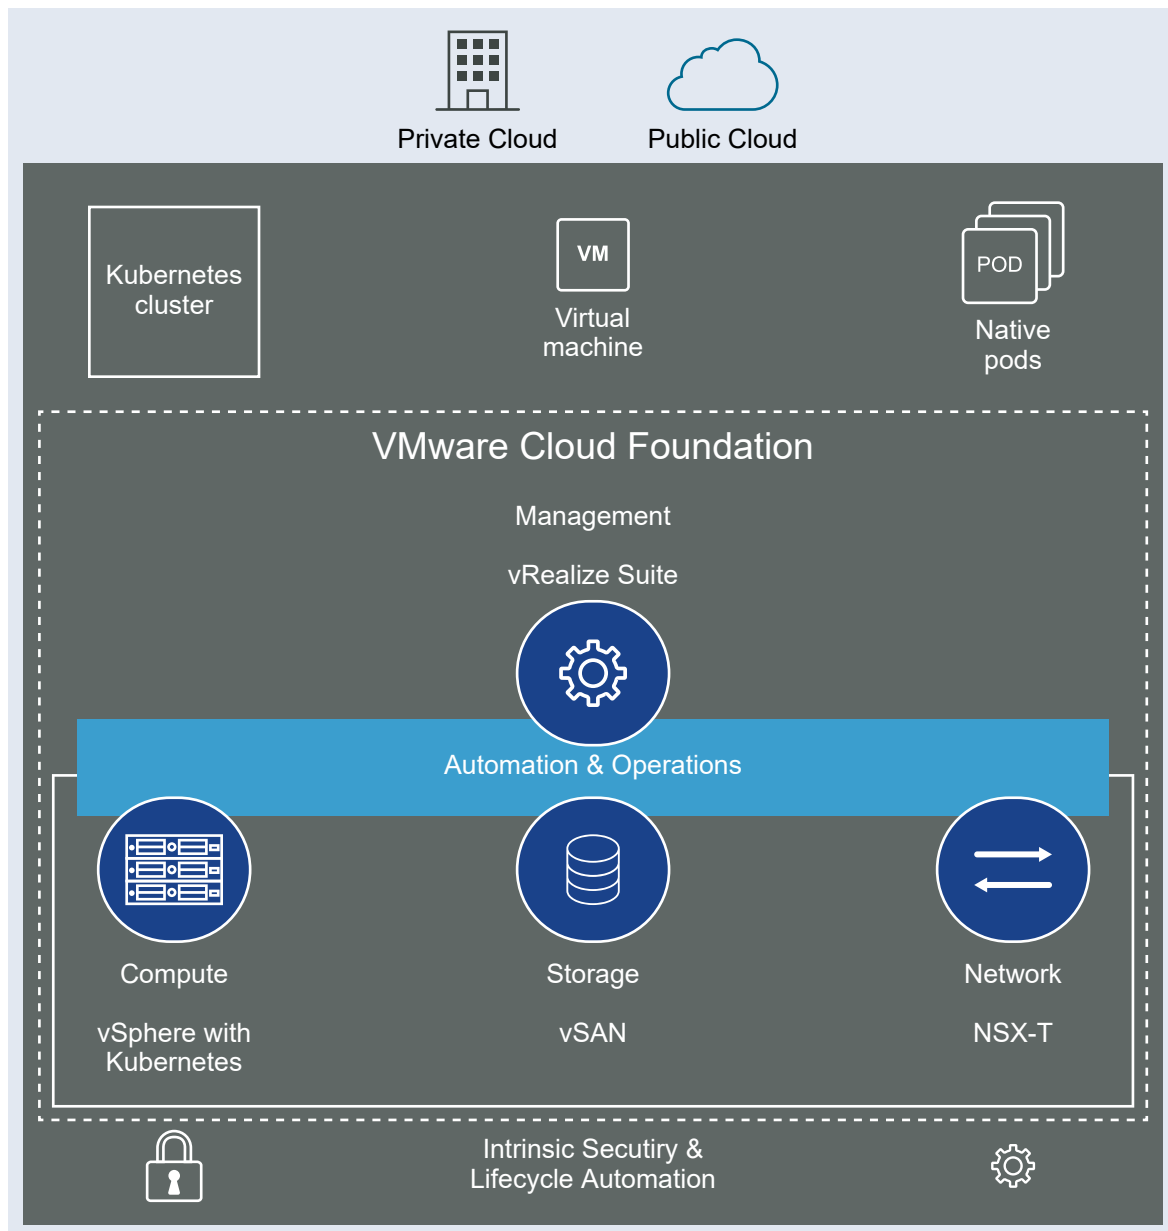 Private Cloud
Public Cloud
Kubernetes
cluster
VM
Virtual
machine
POD
Native
pods
VMware Cloud Foundation
Management
vRealize Suite
Automation & Operations
Compute
Storage
Network
vSphere with
Kubernetes
vSAN
NSX-T
Intrinsic Secutiry &
Lifecycle Automation